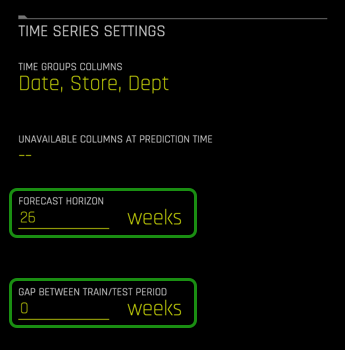 TIME SERIES SETTINGS
TIME GROUPS COLUMNS
Date, Store, Dept
UNAVAILABLE COLUMNS AT PREDICTION TIME
--
FORECAST HORIZON
26 weeks
GAP BETWEEN TRAIN/TEST PERIOD
0 weeks